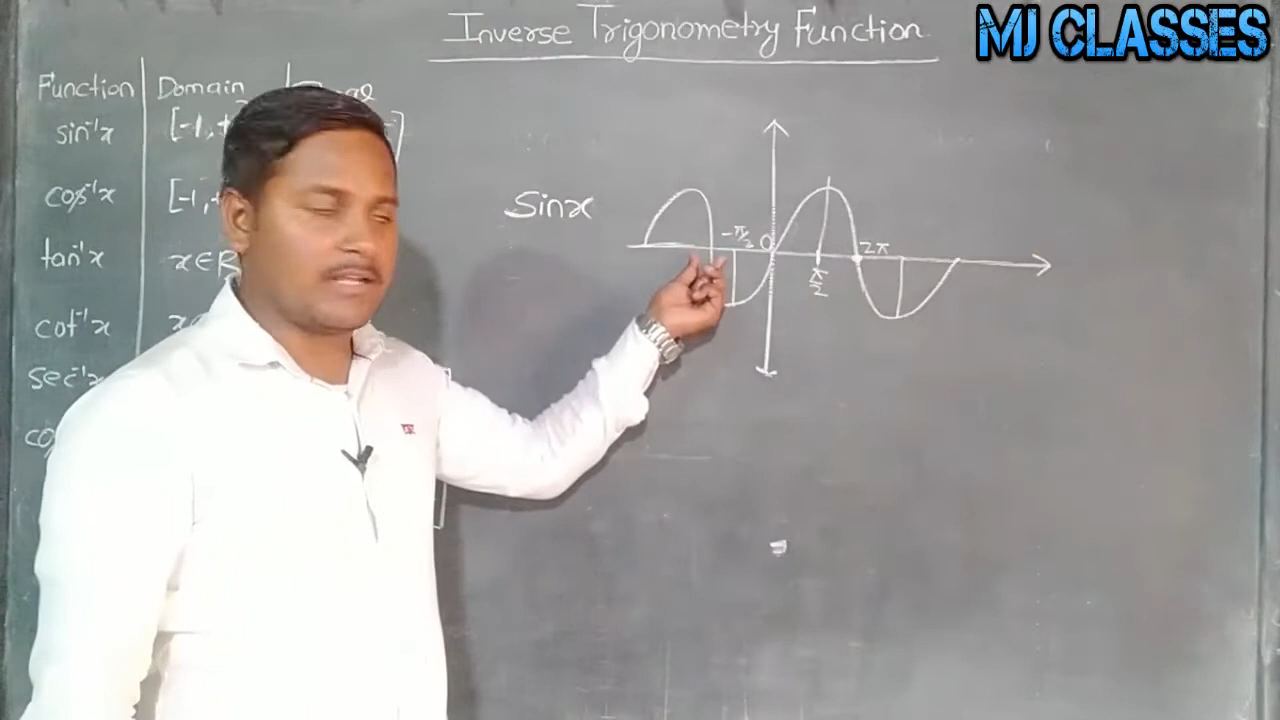 MJ CLASSES
Inverse Trigonometry Function
Function Domain
sin⁻¹x [-1,+
cos⁻¹x [-1,+
tan⁻¹x x∈R
cot⁻¹x x
sec⁻¹x
Sinx
-π/2 0 2π
π/2